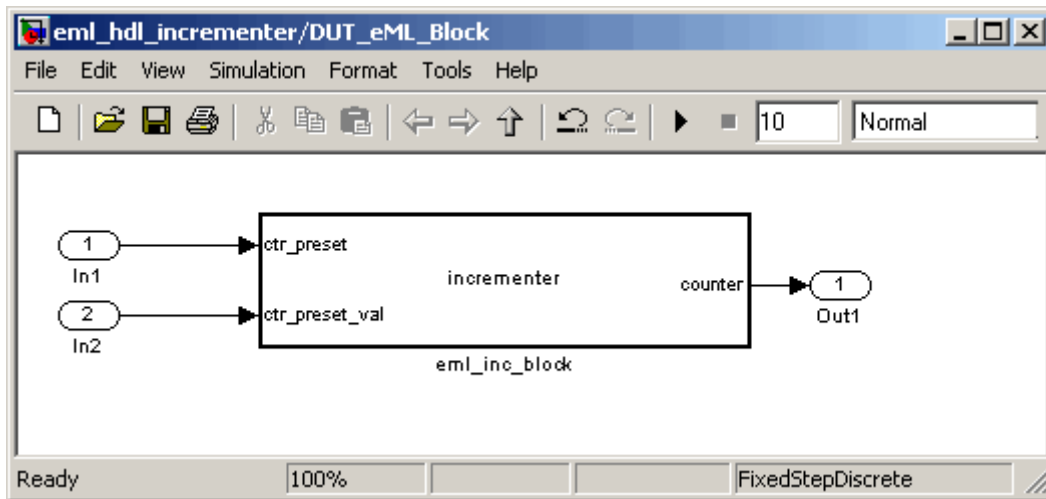 eml_hdl_incrementer/DUT_eML_Block
File Edit View Simulation Format Tools Help
10 Normal
1 ctr_preset
In1
incrementer
counter 1
Out1
2 ctr_preset_val
In2
eml_inc_block
Ready 100% FixedStepDiscrete